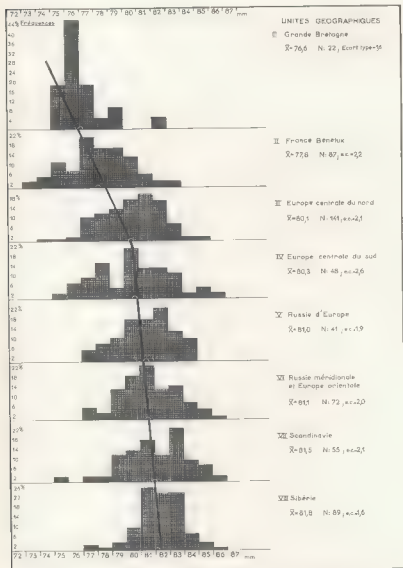 72 73 74 75 76 77 78 79 80 81 82 83 84 85 86 87 mm
22% Fréquences
UNITES GEOGRAPHIQUES
Grande Bretagne
X̄=76,6 N: 22, Ecart type=1,6
II France Bénélux
X̄=77,8 N: 87, e.c.=2,2
III Europe centrale du nord
X̄=80,1 N: 141, e.c.=2,1
IV Europe centrale du sud
X̄=80,3 N: 48, e.c.=2,6
V Russie d'Europe
X̄=81,0 N: 41, e.c.=1,9
VI Russie méridionale
et Europe orientale
X̄=81,1 N: 72, e.c.=2,0
VII Scandinavie
X̄=81,5 N: 55, e.c.=2,1
VIII Sibérie
X̄=81,8 N: 89, e.c.=1,6
72 73 74 75 76 77 78 79 80 81 82 83 84 85 86 87 mm